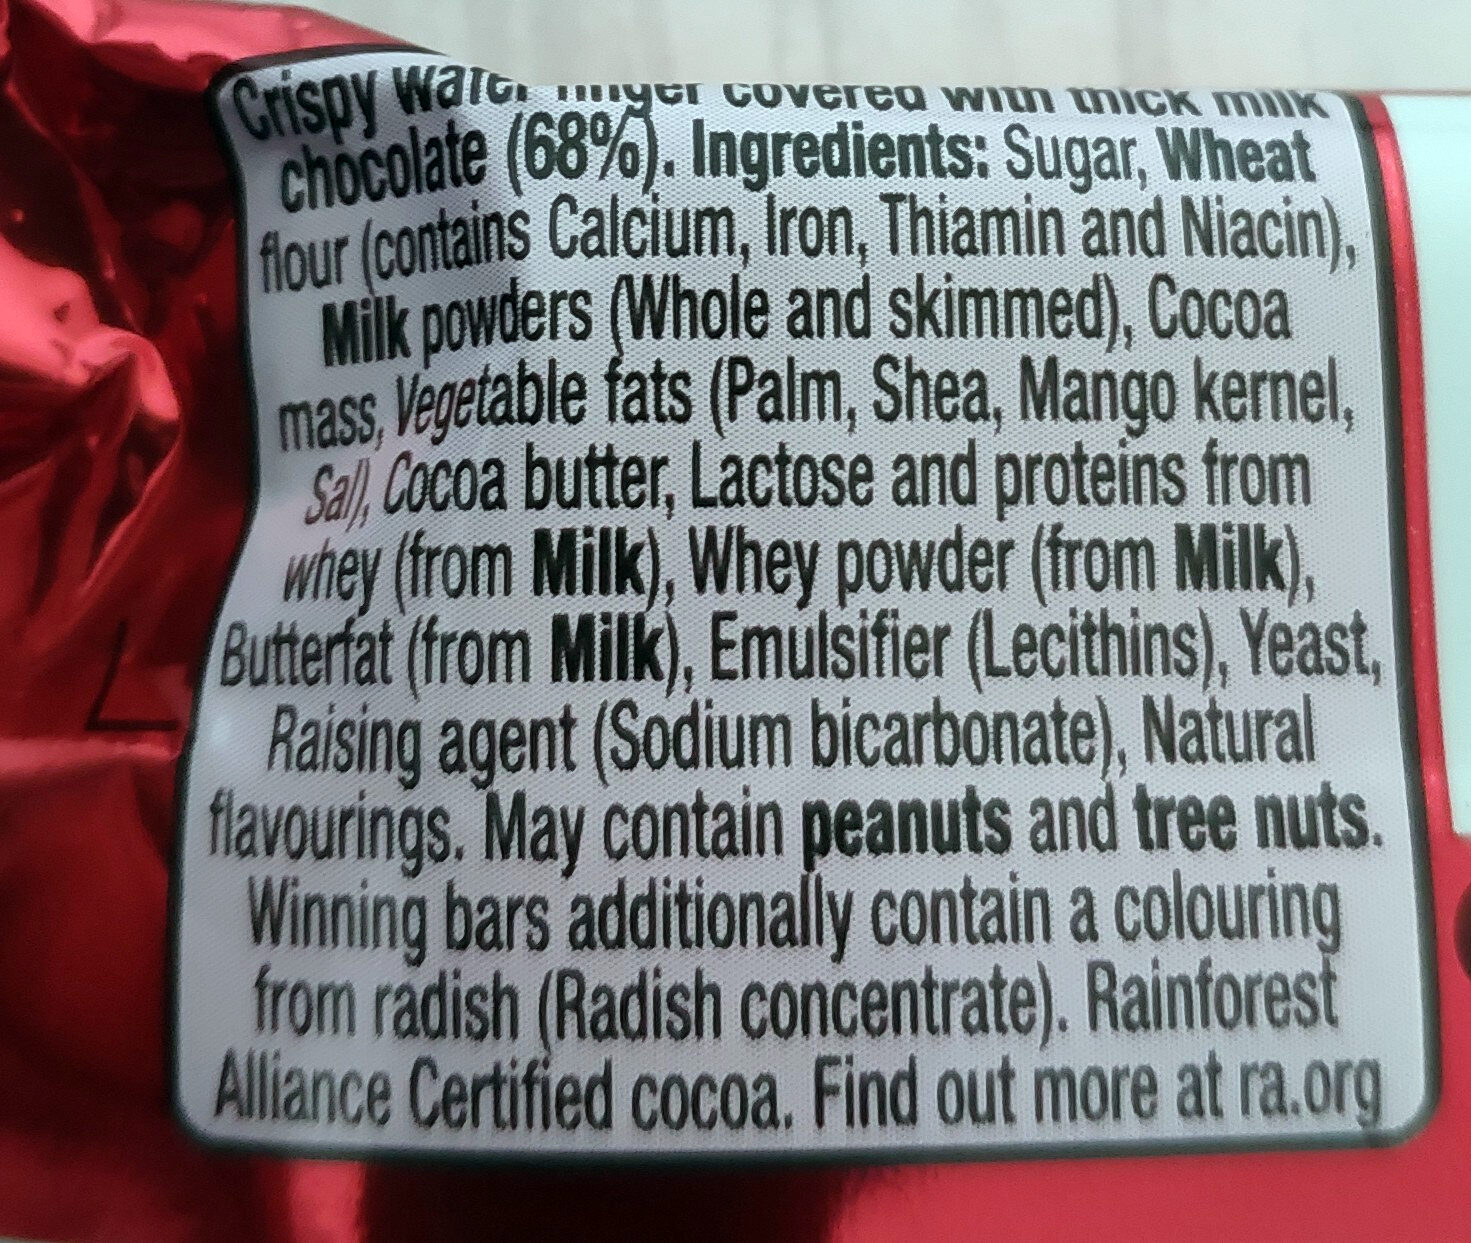 Crispy wafer finger covered with thick milk
chocolate (68%). Ingredients: Sugar, Wheat
flour (contains Calcium, Iron, Thiamin and Niacin),
Milk powders (Whole and skimmed), Cocoa
mass, Vegetable fats (Palm, Shea, Mango kernel,
Sal), Cocoa butter, Lactose and proteins from
whey (from Milk), Whey powder (from Milk),
Butterfat (from Milk), Emulsifier (Lecithins), Yeast,
Raising agent (Sodium bicarbonate), Natural
flavourings. May contain peanuts and tree nuts.
Winning bars additionally contain a colouring
from radish (Radish concentrate). Rainforest
Alliance Certified cocoa. Find out more at ra.org